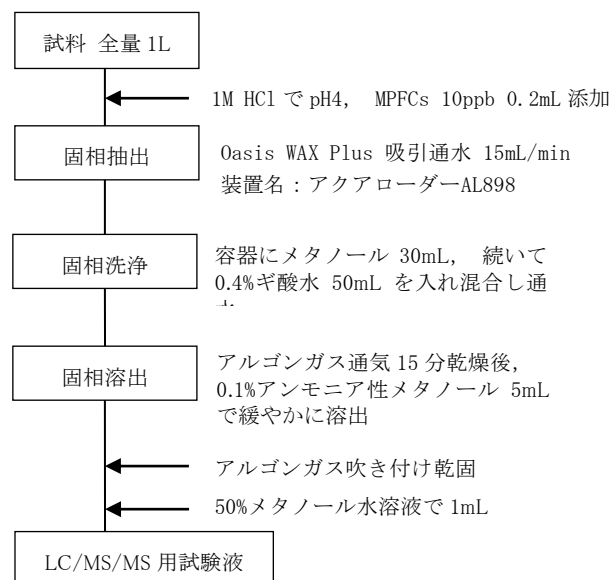 試料 全量 1L
1M HCl で pH4, MPFCs 10ppb 0.2mL 添加
固相抽出
Oasis WAX Plus 吸引通水 15mL/min
装置名：アクアローダーAL898
固相洗浄
容器にメタノール 30mL, 続いて
0.4%ギ酸水 50mL を入れ混合し通
固相溶出
アルゴンガス通気 15 分乾燥後,
0.1%アンモニア性メタノール 5mL
で緩やかに溶出
アルゴンガス吹き付け乾固
50%メタノール水溶液で 1mL
LC/MS/MS 用試験液